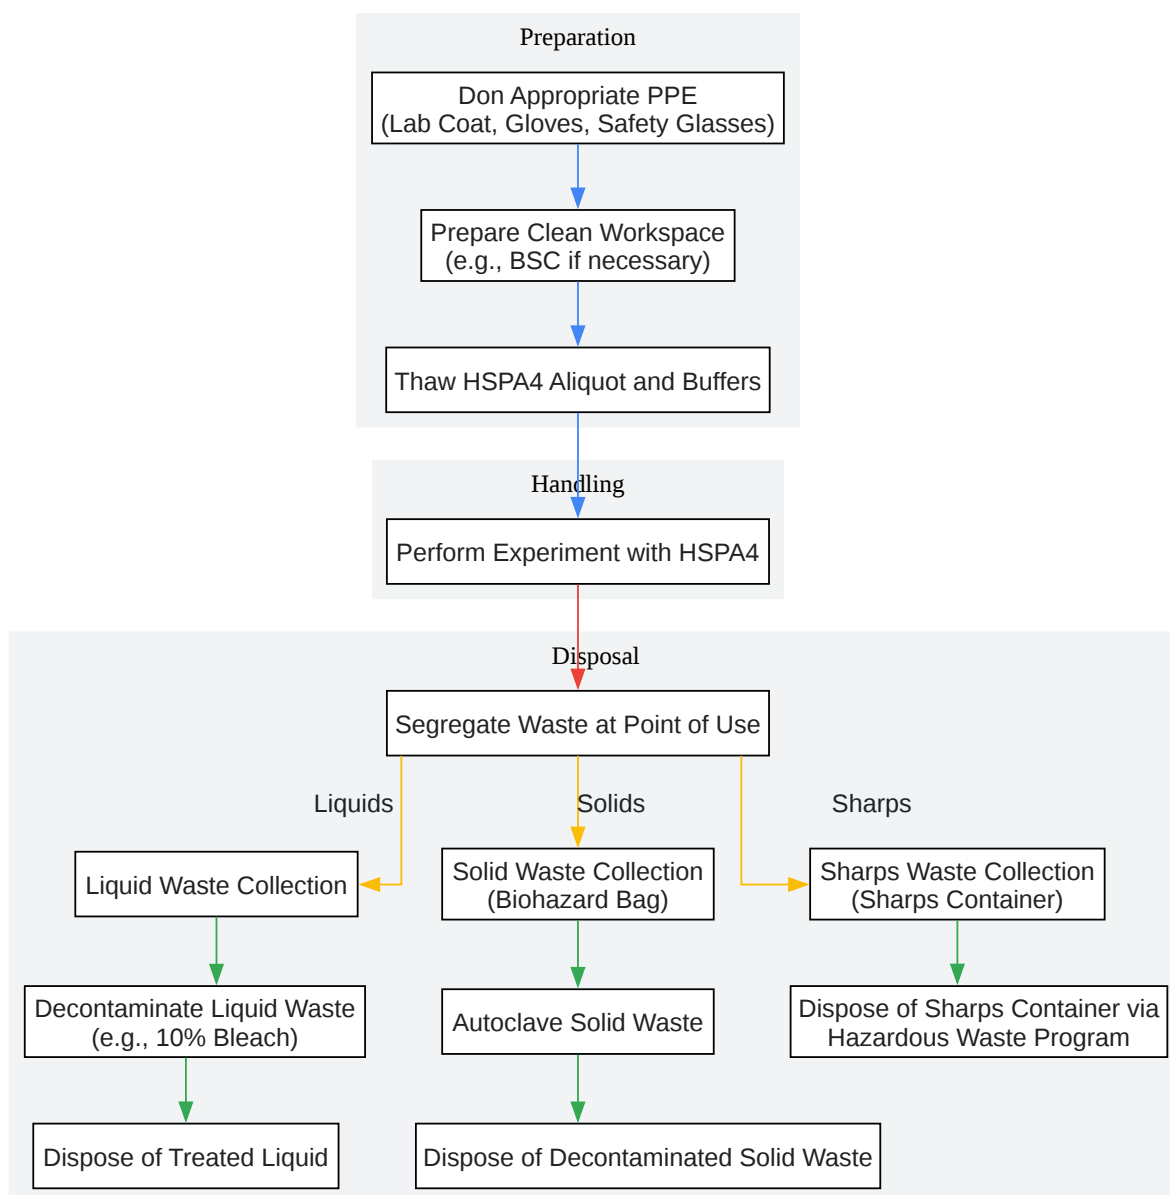 Preparation
Don Appropriate PPE
(Lab Coat, Gloves, Safety Glasses)
Prepare Clean Workspace
(e.g., BSC if necessary)
Thaw HSPA4 Aliquot and Buffers
Handling
Perform Experiment with HSPA4
Disposal
Segregate Waste at Point of Use
Liquids
Solids
Sharps
Liquid Waste Collection
Solid Waste Collection
(Biohazard Bag)
Sharps Waste Collection
(Sharps Container)
Decontaminate Liquid Waste
(e.g., 10% Bleach)
Autoclave Solid Waste
Dispose of Sharps Container via
Hazardous Waste Program
Dispose of Treated Liquid
Dispose of Decontaminated Solid Waste